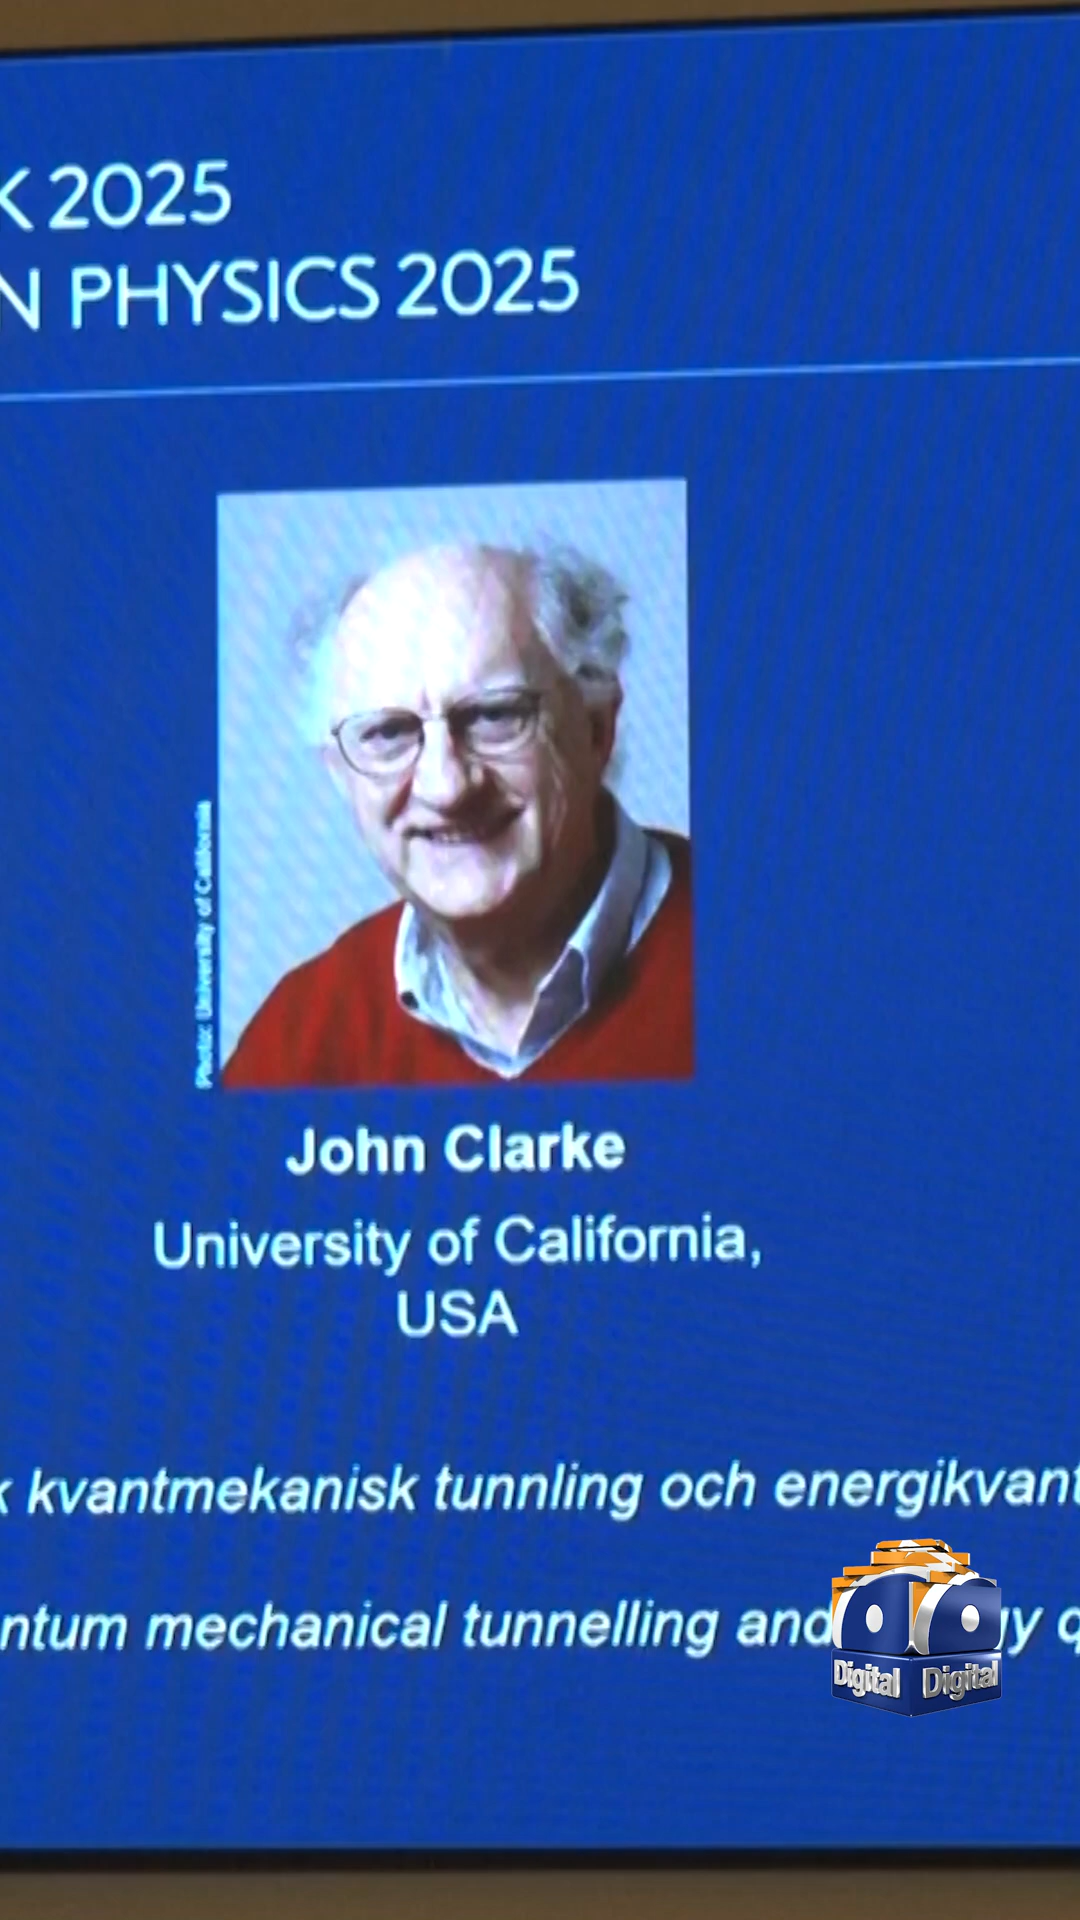 K 2025
N PHYSICS 2025
Photo: University of California
John Clarke
University of California,
USA
k kvantmekanisk tunnling och energikvant
ntum mechanical tunnelling and gy q
Digital Digital